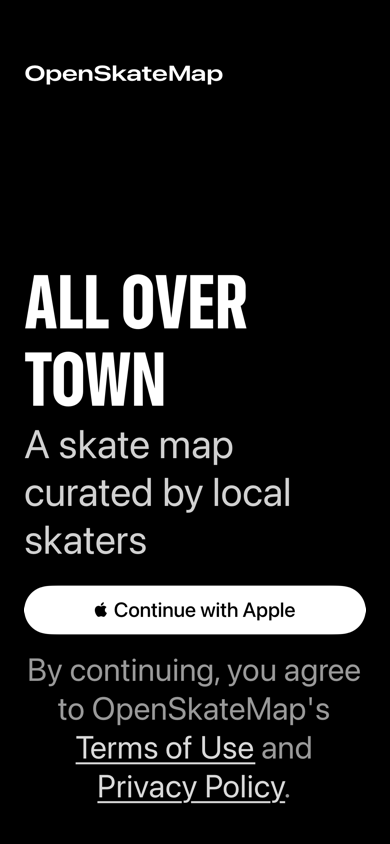 OpenSkateMap
ALL OVER
TOWN
A skate map
curated by local
skaters
Continue with Apple
By continuing, you agree
to OpenSkateMap's
Terms of Use and
Privacy Policy.